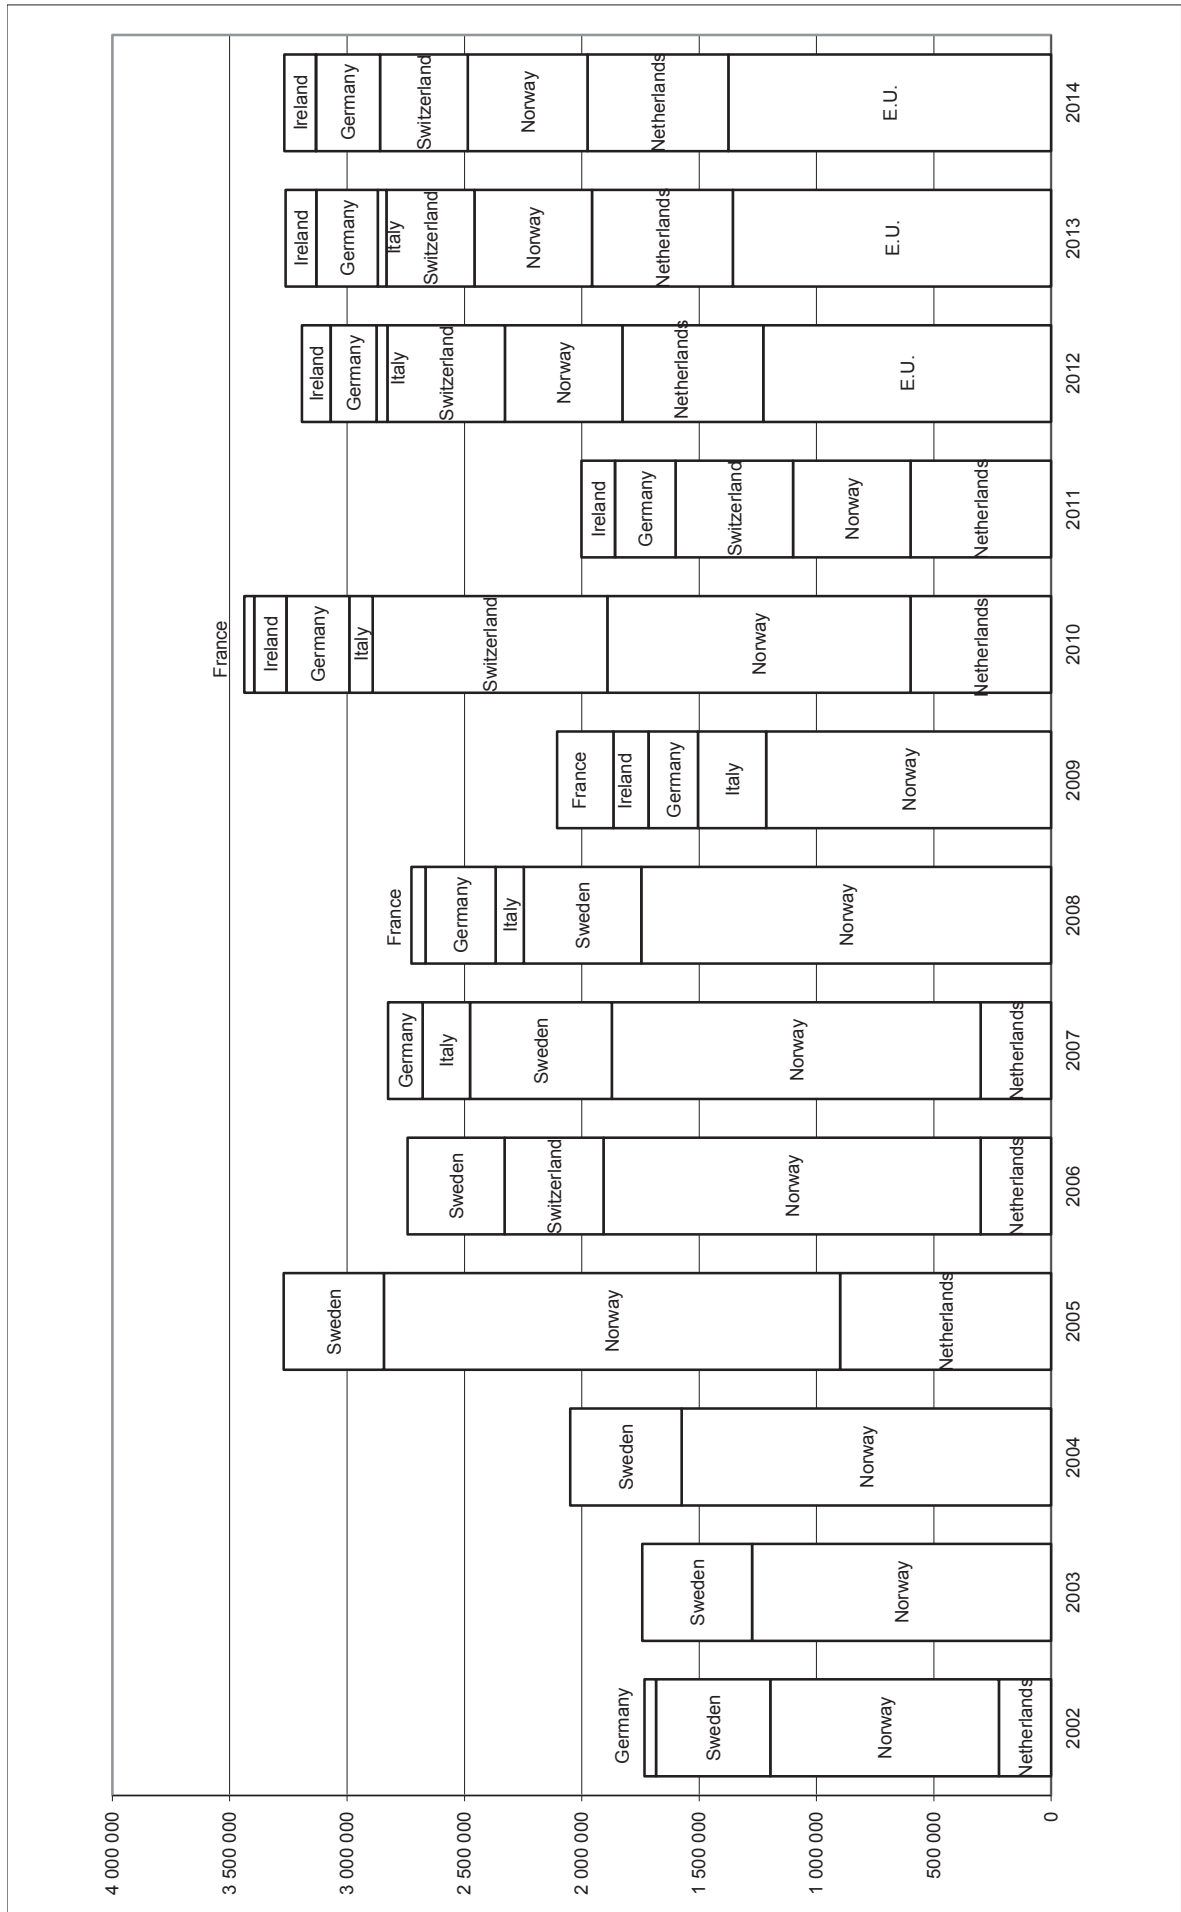 4 000 000
3 500 000
3 000 000
2 500 000
2 000 000
1 500 000
1 000 000
500 000
0
Germany
Sweden
Norway
Netherlands
2002
Sweden
Norway
2003
Sweden
Norway
2004
Sweden
Norway
Netherlands
2005
Sweden
Switzerland
Norway
Netherlands
2006
Germany
Italy
Sweden
Norway
Netherlands
2007
France
Germany
Italy
Sweden
Norway
2008
France
Ireland
Germany
Italy
Norway
2009
France
Ireland
Germany
Italy
Switzerland
Norway
Netherlands
2010
Ireland
Germany
Switzerland
Norway
Netherlands
2011
Ireland
Germany
Italy
Switzerland
Norway
Netherlands
E.U.
2012
Ireland
Germany
Italy
Switzerland
Norway
Netherlands
E.U.
2013
Ireland
Germany
Switzerland
Norway
Netherlands
E.U.
2014